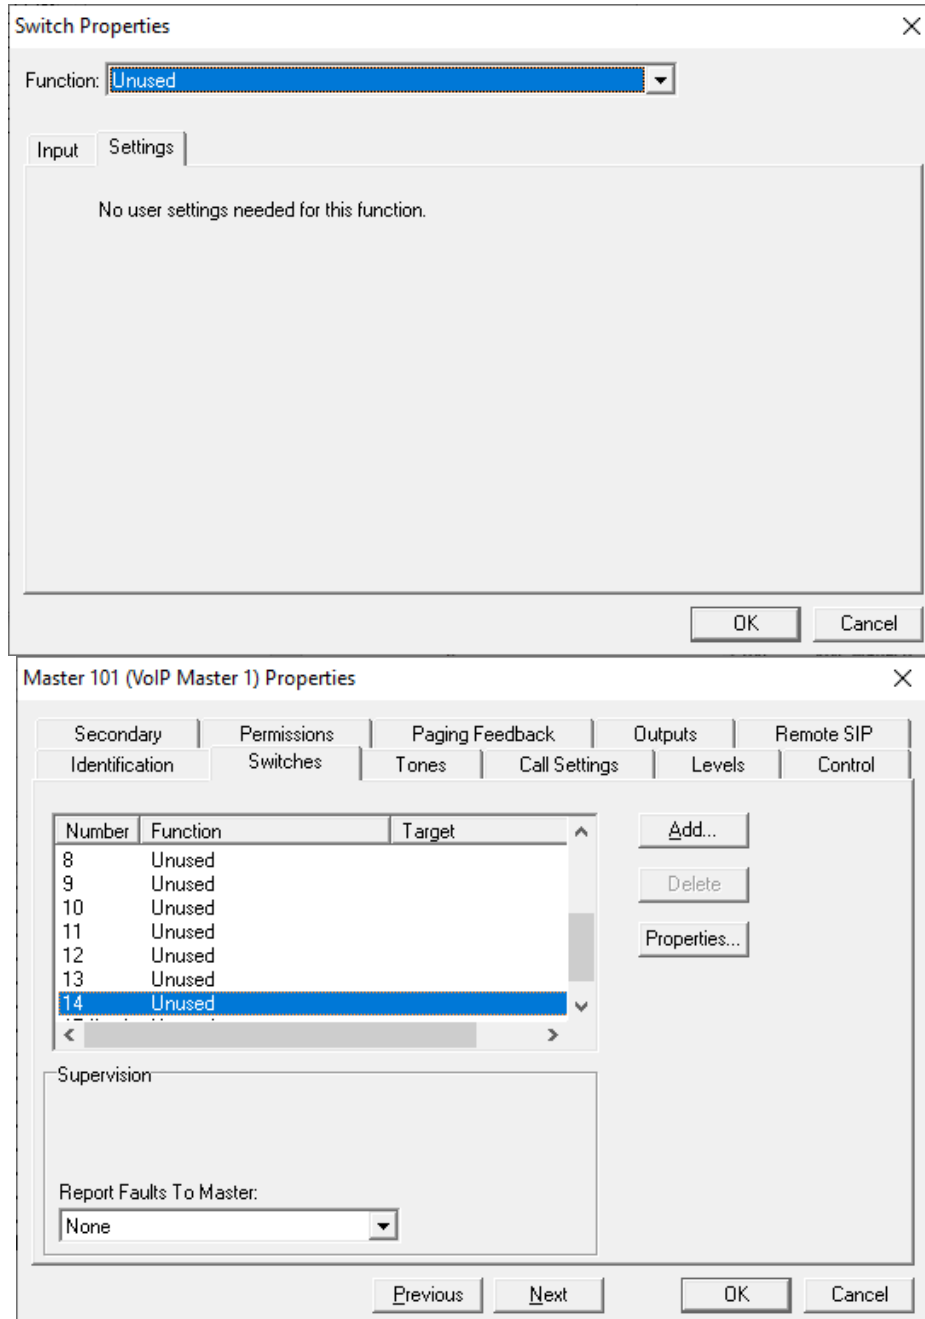 Switch Properties
Function: Unused
Input Settings
No user settings needed for this function.
OK Cancel
Master 101 (VoIP Master 1) Properties
Secondary Permissions Paging Feedback Outputs Remote SIP
Identification Switches Tones Call Settings Levels Control
Number Function Target
Add...
8 Unused
9 Unused
Delete
10 Unused
11 Unused
Properties...
12 Unused
13 Unused
14 Unused
Supervision
Report Faults To Master:
None
Previous Next OK Cancel